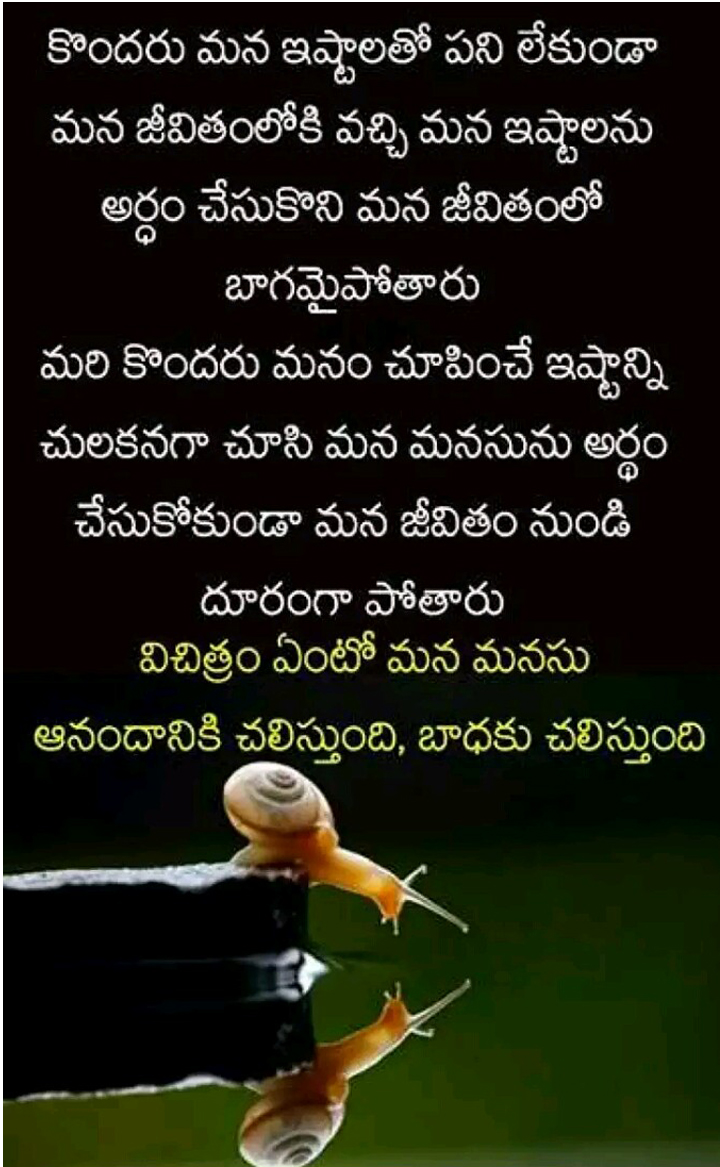 కొందరు మన ఇష్టాలతో పని లేకుండా
మన జీవితంలోకి వచ్చి మన ఇష్టాలను
అర్ధం చేసుకొని మన జీవితంలో
బాగమైపోతారు
మరి కొందరు మనం చూపించే ఇష్టాన్ని
చులకనగా చూసి మన మనసును అర్థం
చేసుకోకుండా మన జీవితం నుండి
దూరంగా పోతారు
విచిత్రం ఏంటో మన మనసు
ఆనందానికి చలిస్తుంది, బాధకు చలిస్తుంది